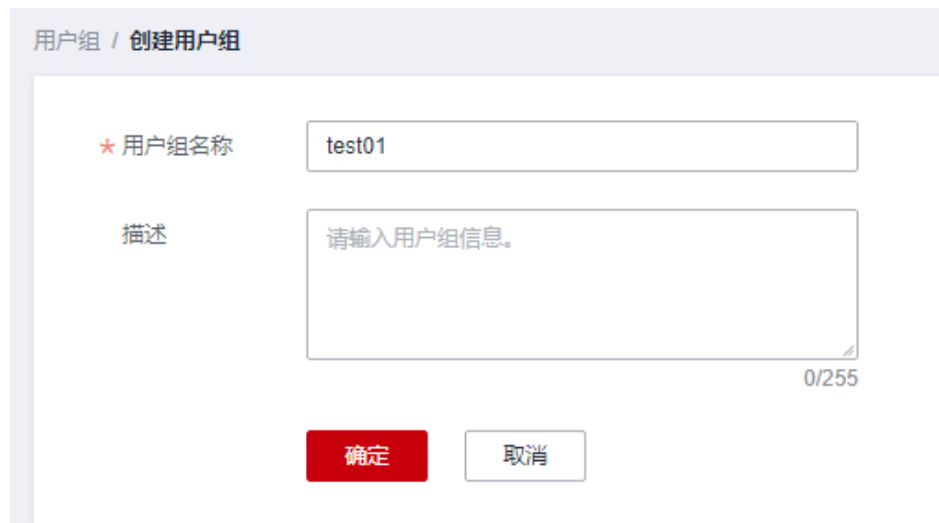 用户组 / 创建用户组
* 用户组名称 test01
描述 请输入用户组信息。
0/255
确定 取消